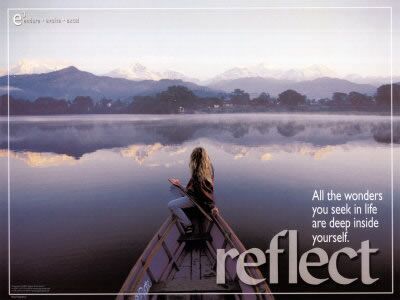 All the wonders
you seek in life
are deep inside
yourself.
reflect